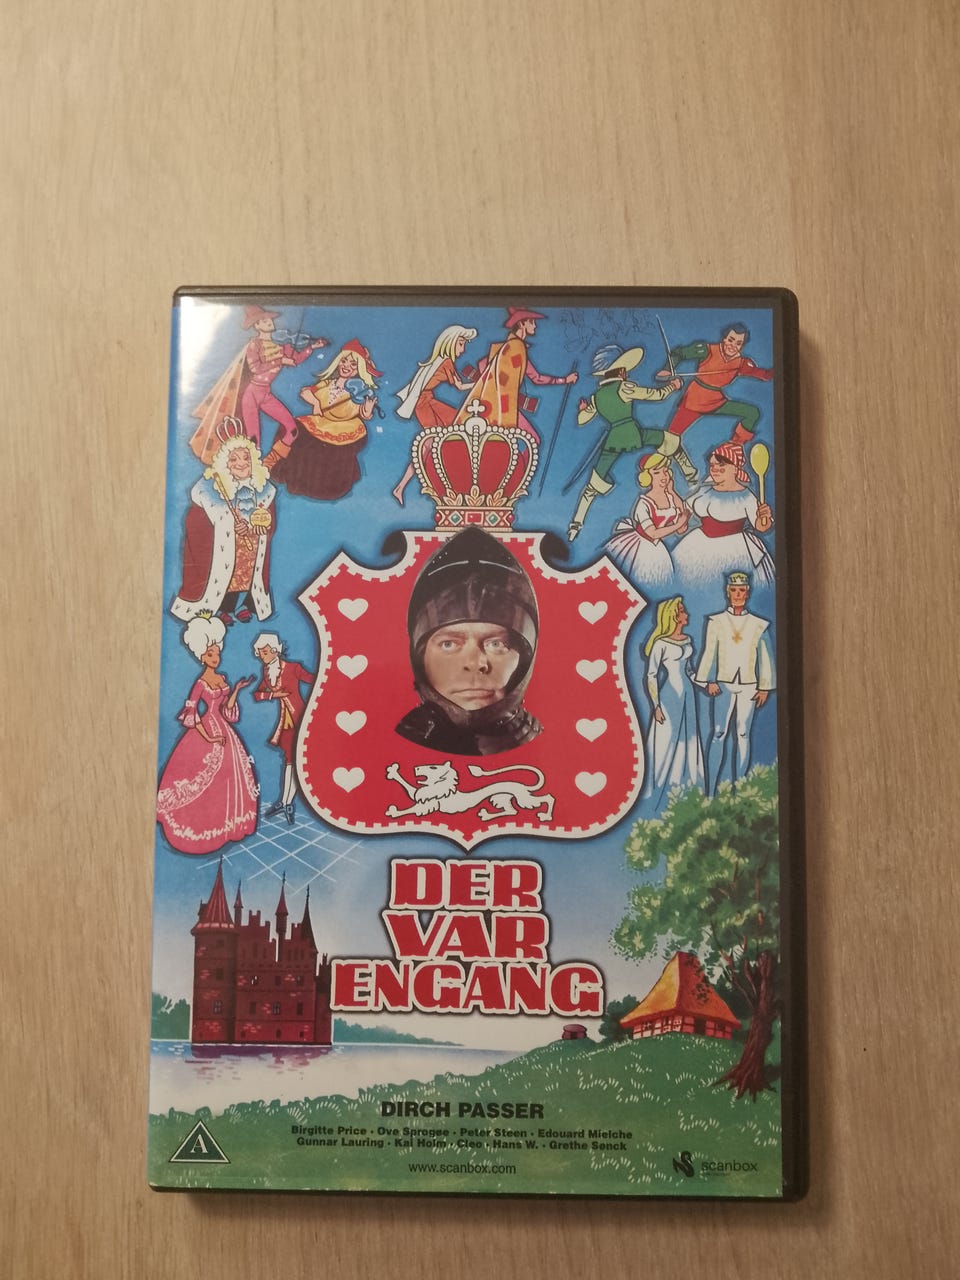 DER
VAR
ENGANG
DIRCH PASSER
Birgitte Price • Ove Sprogøe • Peter Steen • Edouard Mielche
Gunnar Lauring • Kai Holm • Cleo • Hans W. • Grethe Sønck
www.scanbox.com
scanbox
A